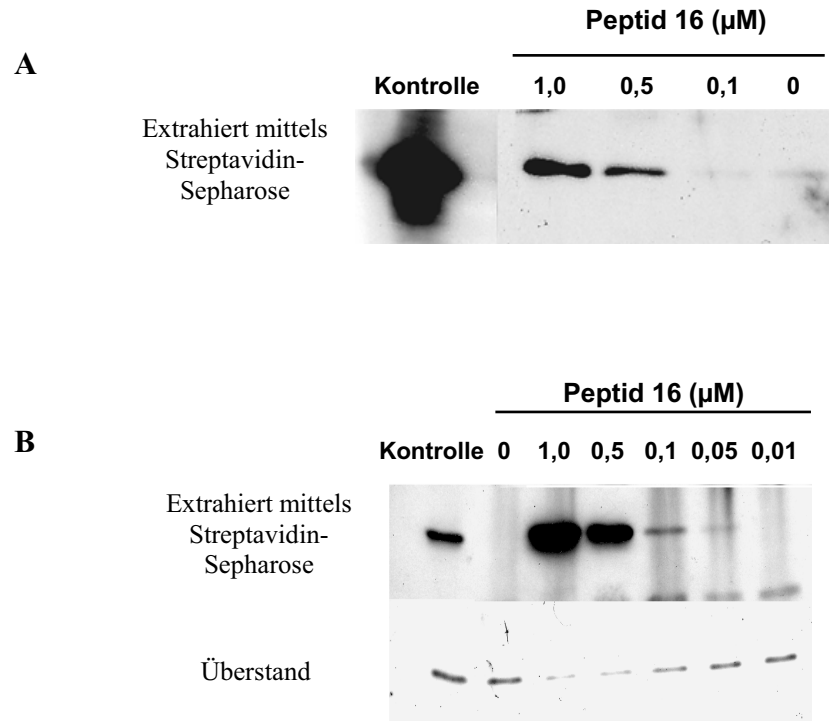 Peptid 16 (µM)
A
Kontrolle 1,0 0,5 0,1 0
Extrahiert mittels
Streptavidin-
Sepharose
Peptid 16 (µM)
B
Kontrolle 0 1,0 0,5 0,1 0,05 0,01
Extrahiert mittels
Streptavidin-
Sepharose
Überstand